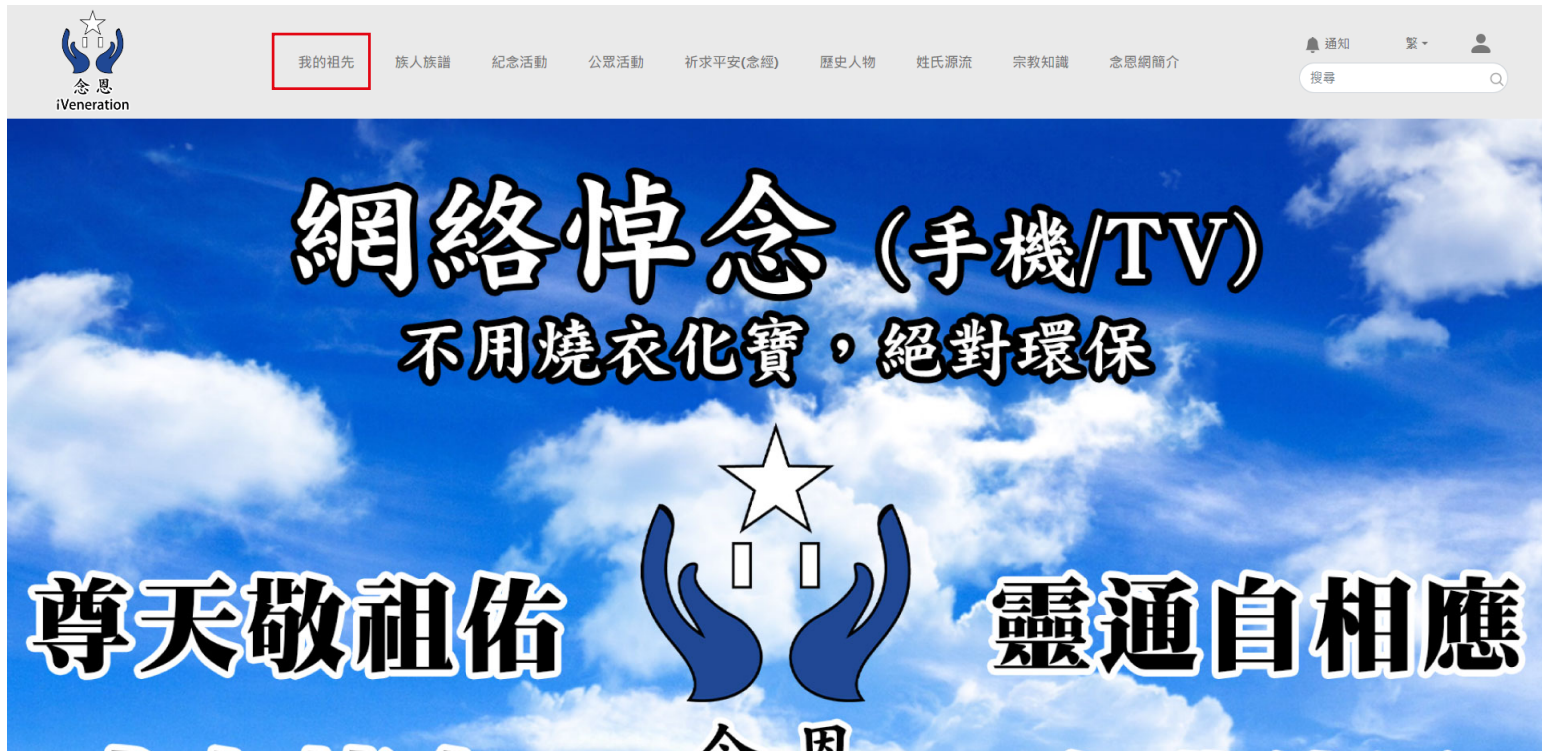 念恩
iVeneration
我的祖先 族人族譜 紀念活動 公眾活動 祈求平安(念經) 歷史人物 姓氏源流 宗教知識 念恩網簡介
通知 繁
搜尋
網絡悼念(手機/TV)
不用燒衣化寶,絕對環保
尊天敬祖佑 靈通自相應
念恩